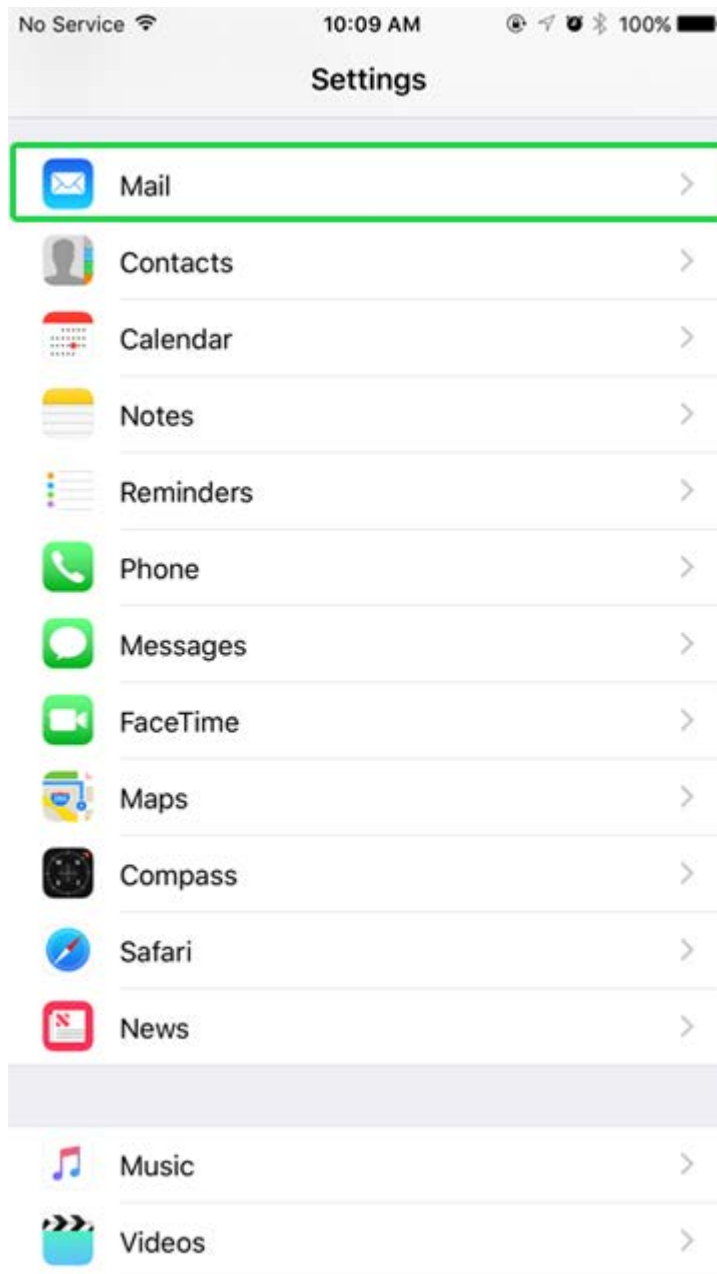 No Service 10:09 AM 100%
Settings
Mail
Contacts
Calendar
Notes
Reminders
Phone
Messages
FaceTime
Maps
Compass
Safari
News
Music
Videos